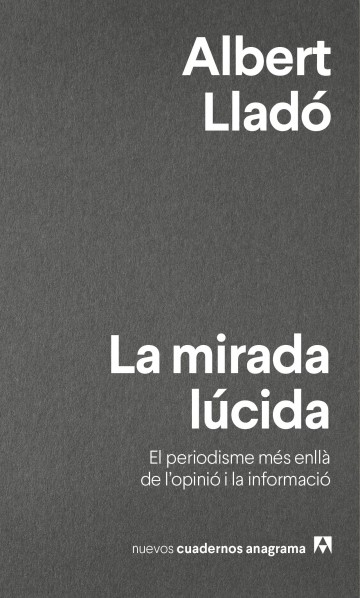 Albert
Lladó
La mirada
lúcida
El periodisme més enllà
de l'opinió i la informació
nuevos cuadernos anagrama